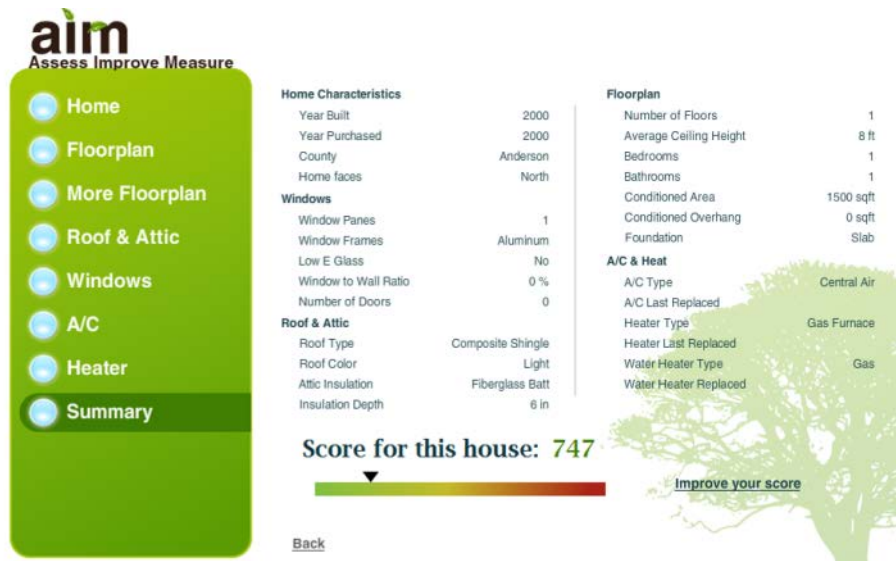 aim
Assess Improve Measure
Home
Floorplan
More Floorplan
Roof & Attic
Windows
A/C
Heater
Summary
Home Characteristics
Year Built 2000
Year Purchased 2000
County Anderson
Home faces North
Windows
Window Panes 1
Window Frames Aluminum
Low E Glass No
Window to Wall Ratio 0 %
Number of Doors 0
Roof & Attic
Roof Type Composite Shingle
Roof Color Light
Attic Insulation Fiberglass Batt
Insulation Depth 6 in
Floorplan
Number of Floors 1
Average Ceiling Height 8 ft
Bedrooms 1
Bathrooms 1
Conditioned Area 1500 sqft
Conditioned Overhang 0 sqft
Foundation Slab
A/C & Heat
A/C Type Central Air
A/C Last Replaced
Heater Type Gas Furnace
Heater Last Replaced
Water Heater Type Gas
Water Heater Replaced
Score for this house: 747
Improve your score
Back